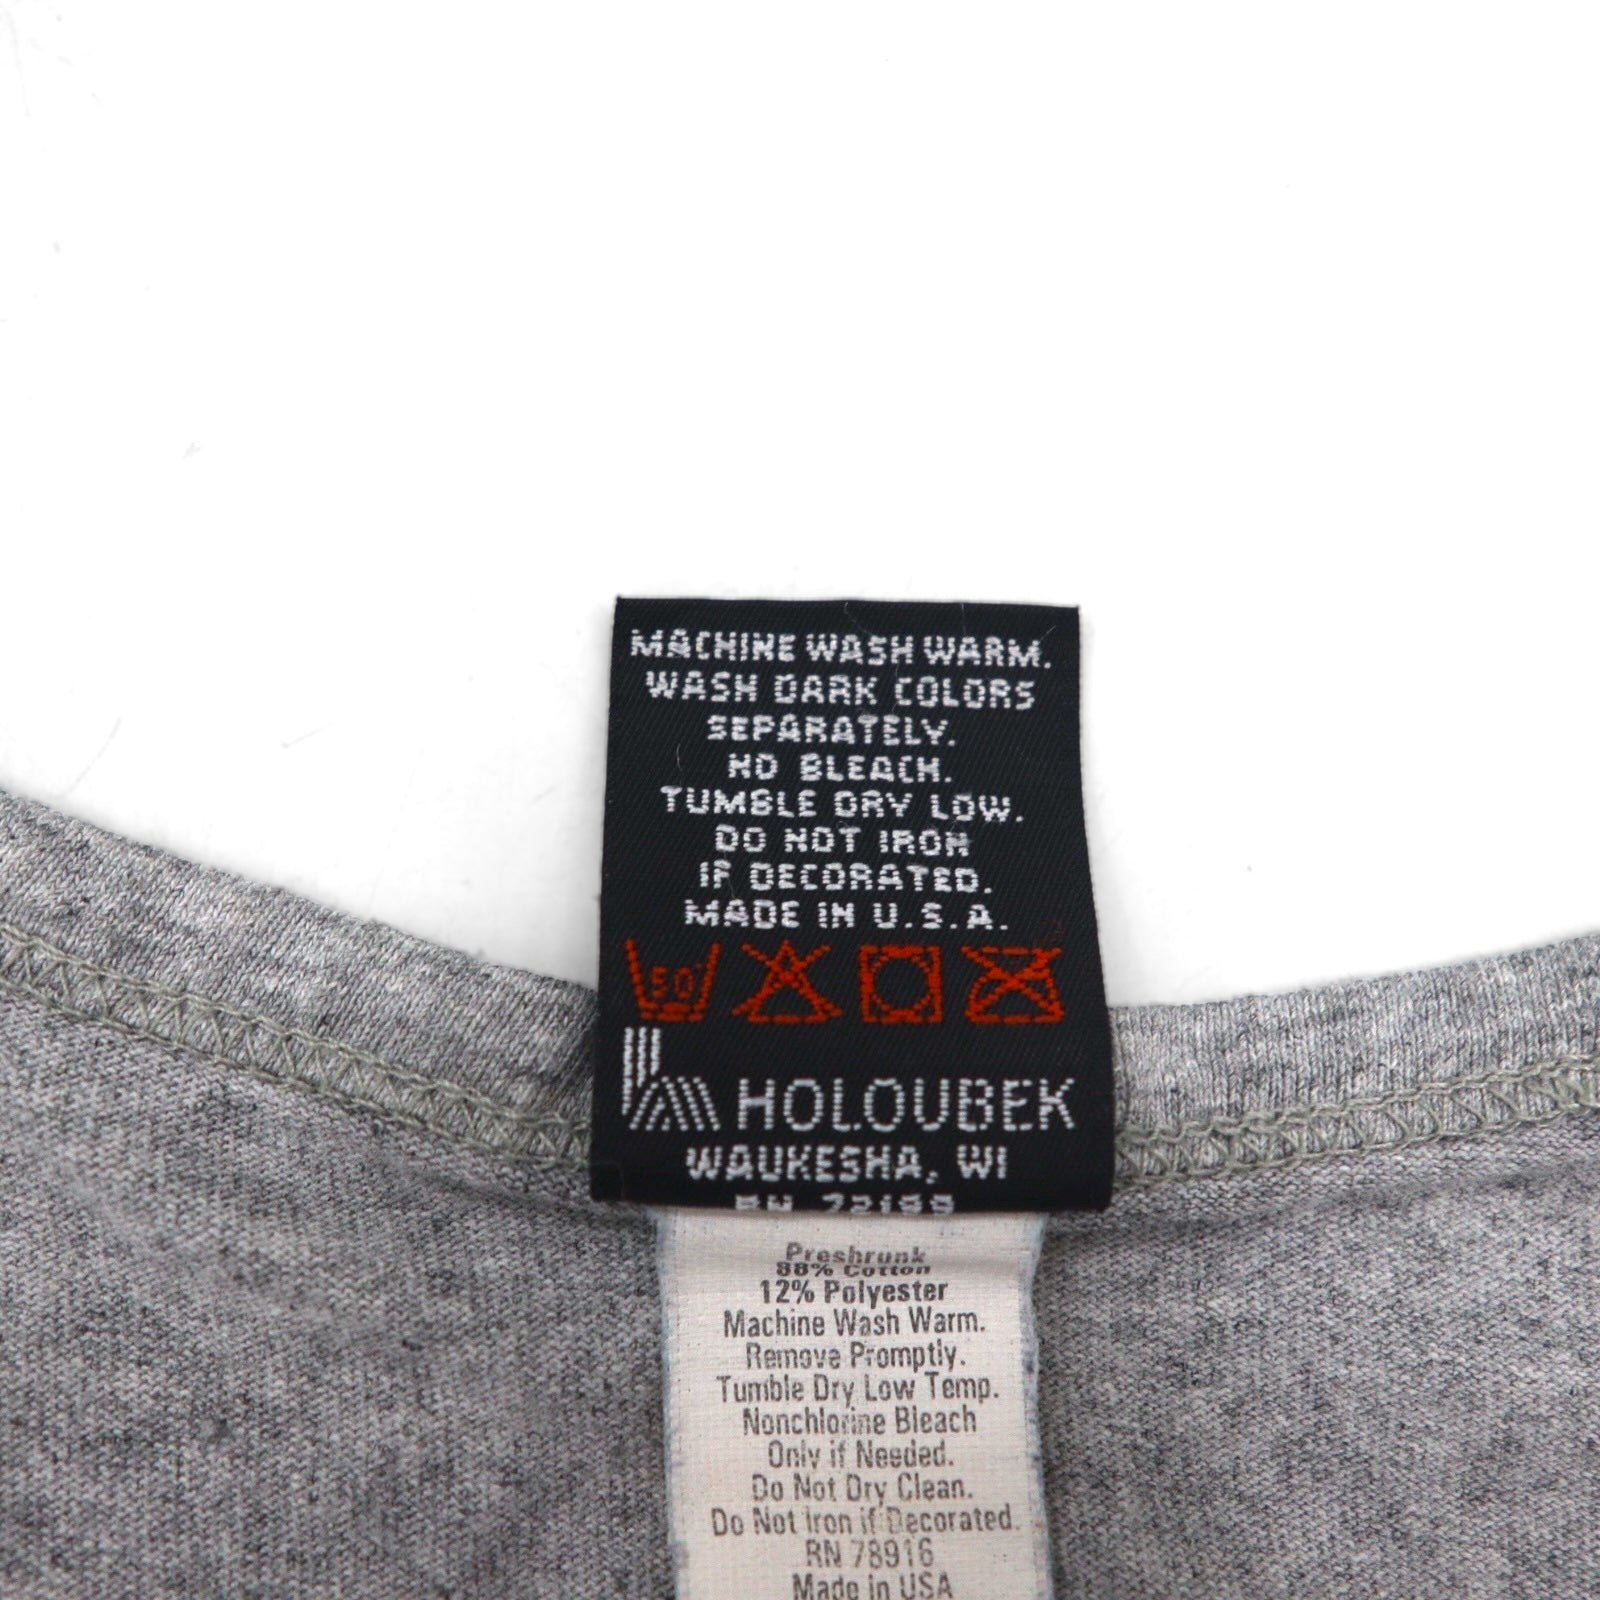 MACHINE WASH WARM.
WASH DARK COLORS
SEPARATELY.
NO BLEACH.
TUMBLE DRY LOW.
DO NOT IRON
IF DECORATED.
MADE IN U.S.A.
50
HOLOUBEK
WAUKESHA, WI
RN 72199
Preshrunk
88% Cotton
12% Polyester
Machine Wash Warm.
Remove Promptly.
Tumble Dry Low Temp.
Nonchlorine Bleach
Only if Needed.
Do Not Dry Clean.
Do Not Iron if Decorated.
RN 78916
Made in USA